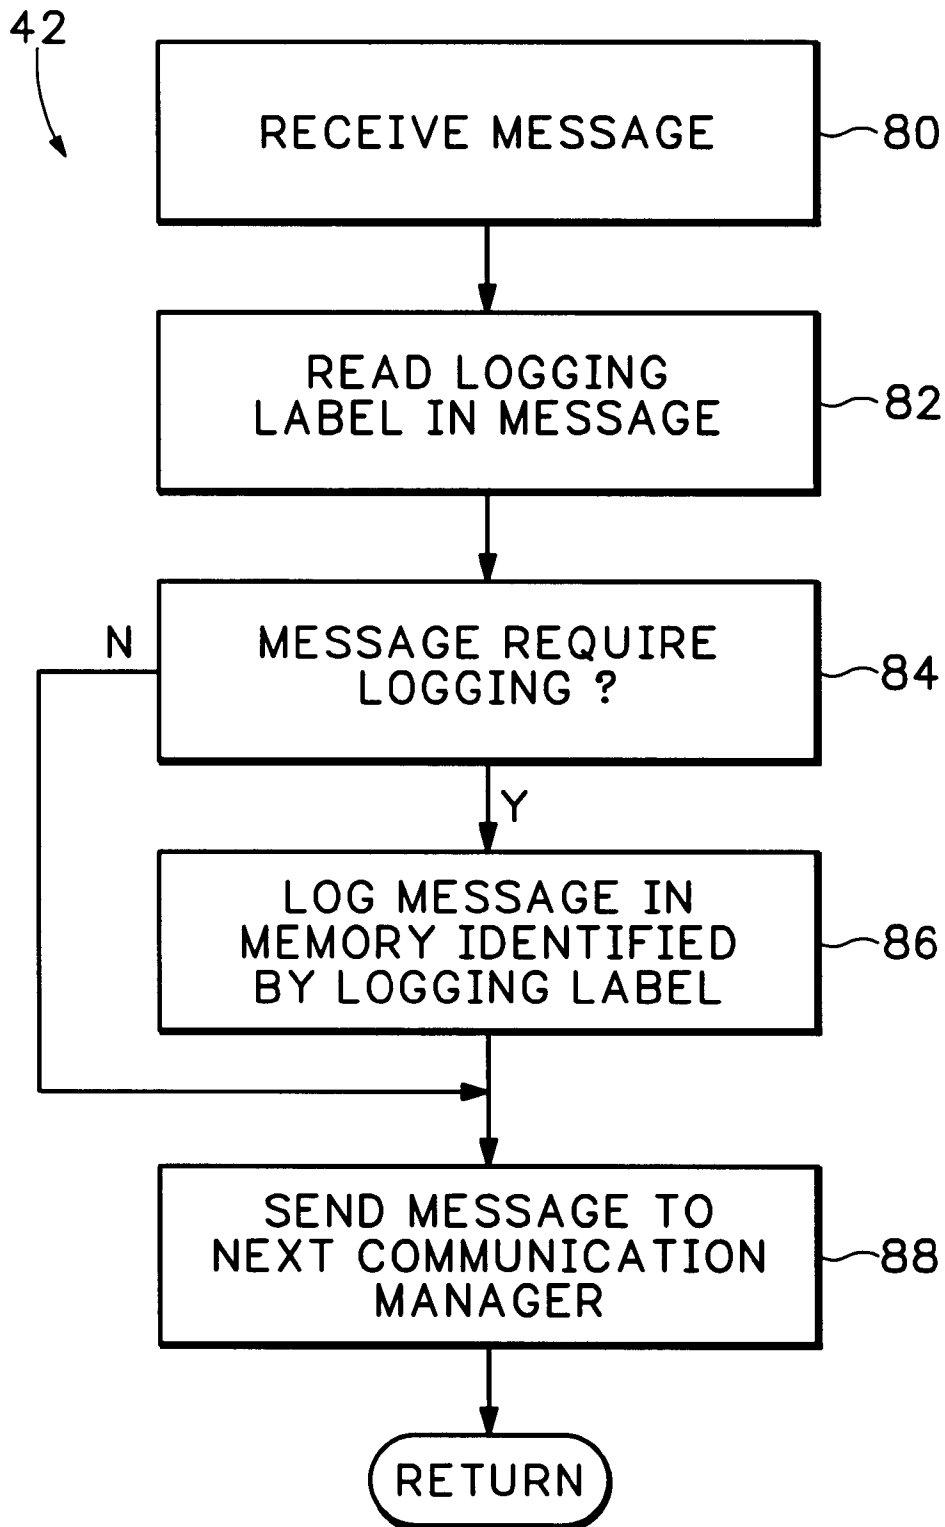 42
RECEIVE MESSAGE
80
READ LOGGING
LABEL IN MESSAGE
82
N
MESSAGE REQUIRE
LOGGING ?
84
Y
LOG MESSAGE IN
MEMORY IDENTIFIED
BY LOGGING LABEL
86
SEND MESSAGE TO
NEXT COMMUNICATION
MANAGER
88
RETURN